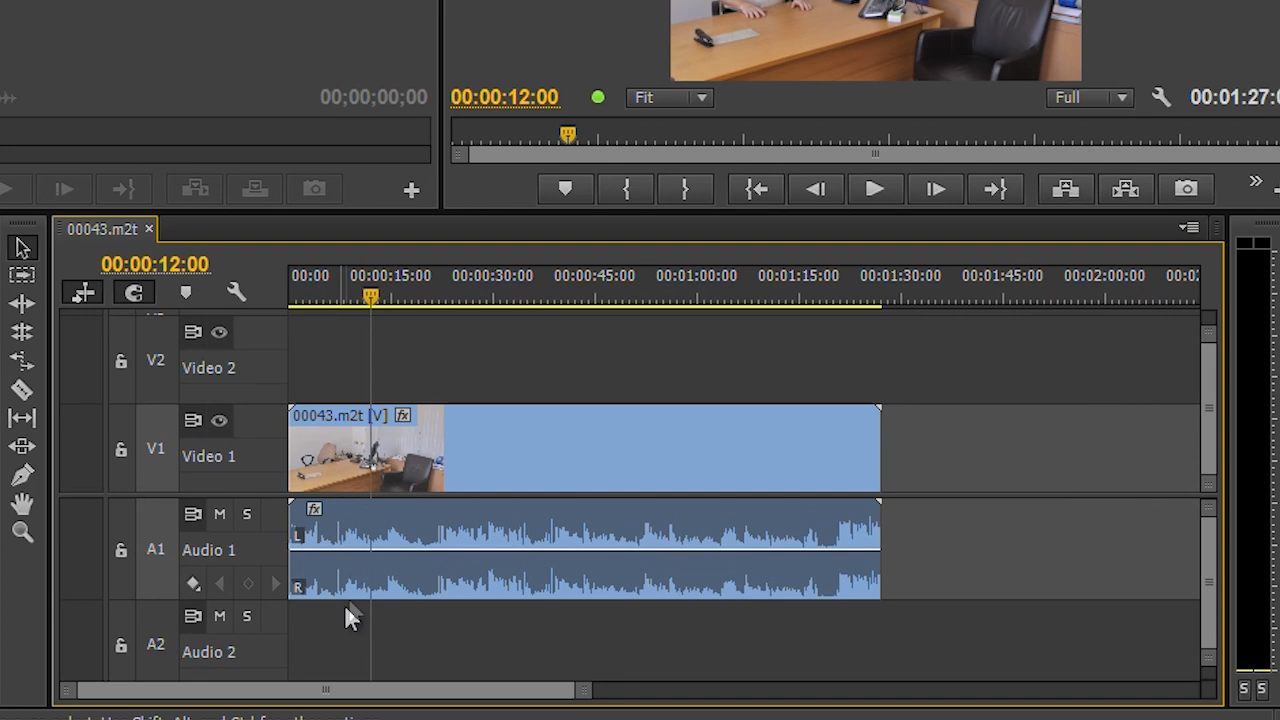 00;00;00;00
00:00:12:00
Fit
Full
00:01:27:0
00043.m2t ×
00:00:12:00
00:00
00:00:15:00
00:00:30:00
00:00:45:00
00:01:00:00
00:01:15:00
00:01:30:00
00:01:45:00
00:02:00:00
00:02
V2
Video 2
00043.m2t [V] fx
V1
Video 1
M S
fx
L
A1
Audio 1
R
M S
A2
Audio 2
S S